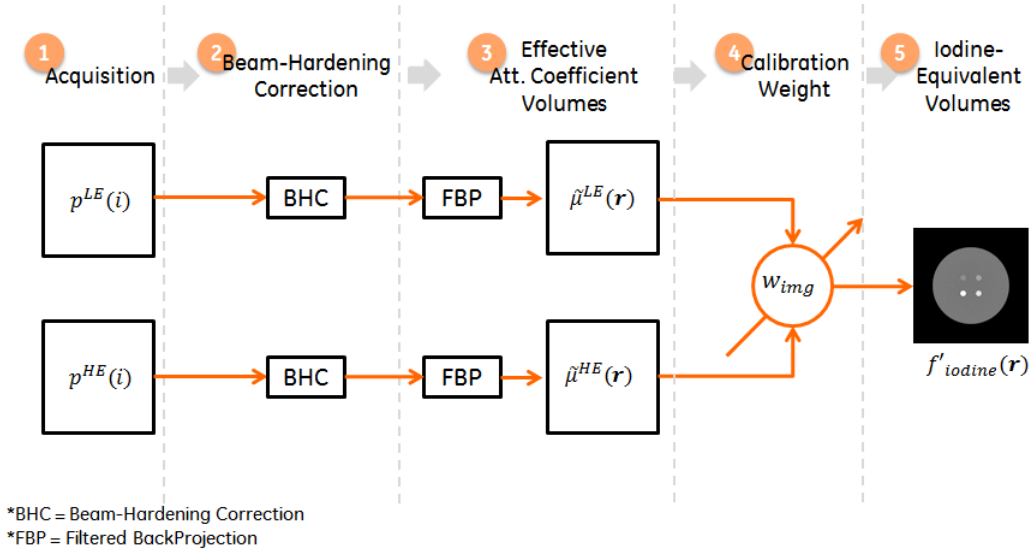 1
Acquisition
2
Beam-Hardening
Correction
3
Effective
Att. Coefficient
Volumes
4
Calibration
Weight
5
Iodine-
Equivalent
Volumes
p^{LE}(i)
BHC
FBP
μ̃^{LE}(r)
w_{img}
p^{HE}(i)
BHC
FBP
μ̃^{HE}(r)
f'_{iodine}(r)
*BHC = Beam-Hardening Correction
*FBP = Filtered BackProjection